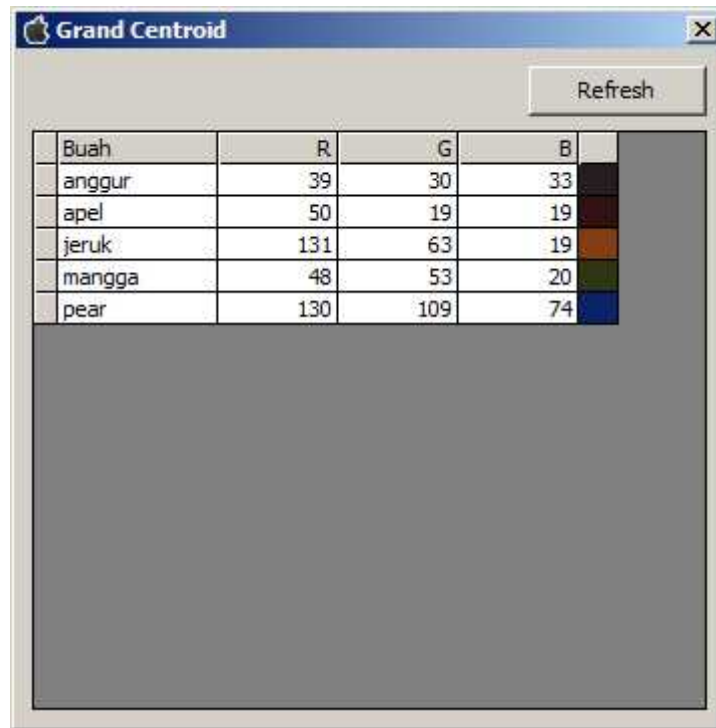 Grand Centroid
Refresh
Buah R G B
anggur 39 30 33
apel 50 19 19
jeruk 131 63 19
mangga 48 53 20
pear 130 109 74